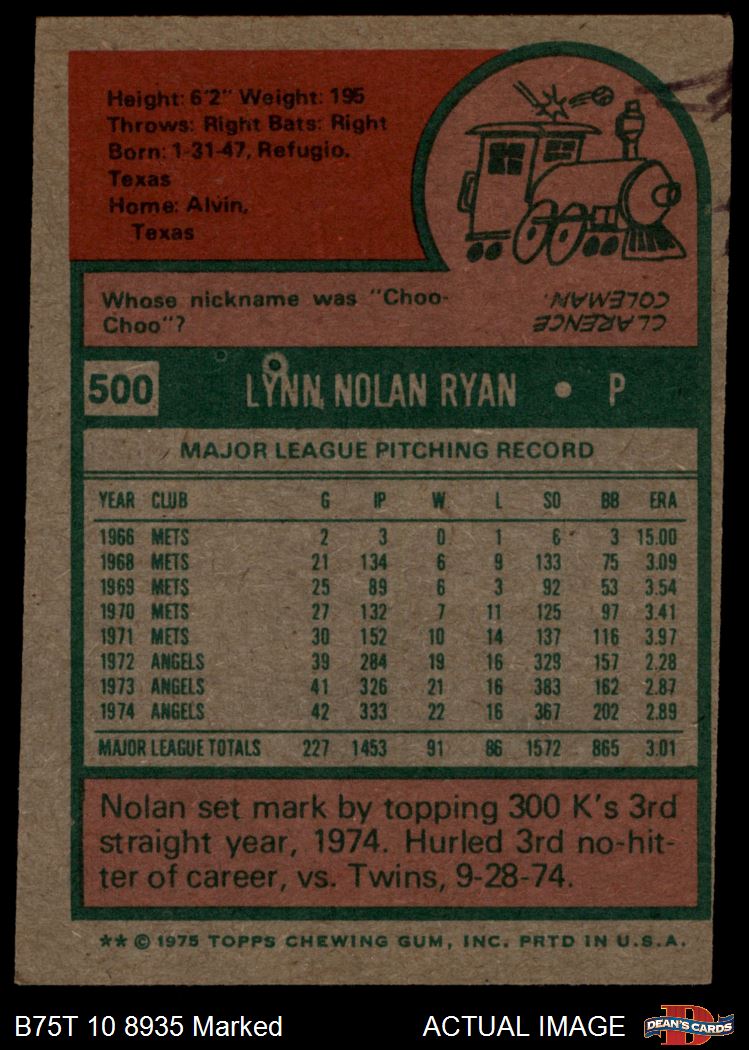 Height: 6'2" Weight: 195
Throws: Right Bats: Right
Born: 1-31-47, Refugio,
Texas
Home: Alvin,
Texas
Whose nickname was "Choo-
Choo"?
CLARENCE
COLEMAN.
500 LYNN NOLAN RYAN • P
MAJOR LEAGUE PITCHING RECORD
YEAR CLUB G IP W L SO BB ERA
1966 METS 2 3 0 1 6 3 15.00
1968 METS 21 134 6 9 133 75 3.09
1969 METS 25 89 6 3 92 53 3.54
1970 METS 27 132 7 11 125 97 3.41
1971 METS 30 152 10 14 137 116 3.97
1972 ANGELS 39 284 19 16 329 157 2.28
1973 ANGELS 41 326 21 16 383 162 2.87
1974 ANGELS 42 333 22 16 367 202 2.89
MAJOR LEAGUE TOTALS 227 1453 91 86 1572 865 3.01
Nolan set mark by topping 300 K's 3rd
straight year, 1974. Hurled 3rd no-hit-
ter of career, vs. Twins, 9-28-74.
** © 1975 TOPPS CHEWING GUM, INC. PRTD IN U.S.A.
B75T 10 8935 Marked ACTUAL IMAGE DEAN'S CARDS